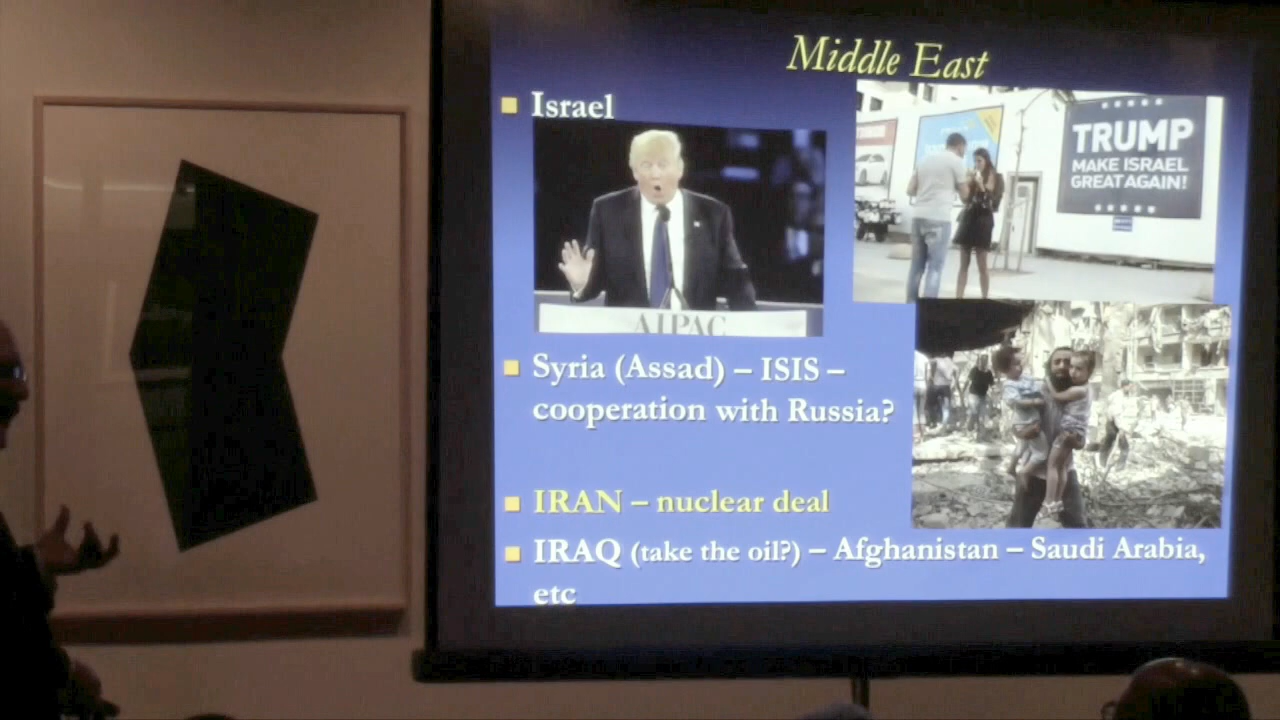 Middle East
Israel
TRUMP
MAKE ISRAEL
GREAT AGAIN!
AIPAC
Syria (Assad) – ISIS –
cooperation with Russia?
IRAN – nuclear deal
IRAQ (take the oil?) – Afghanistan – Saudi Arabia,
etc